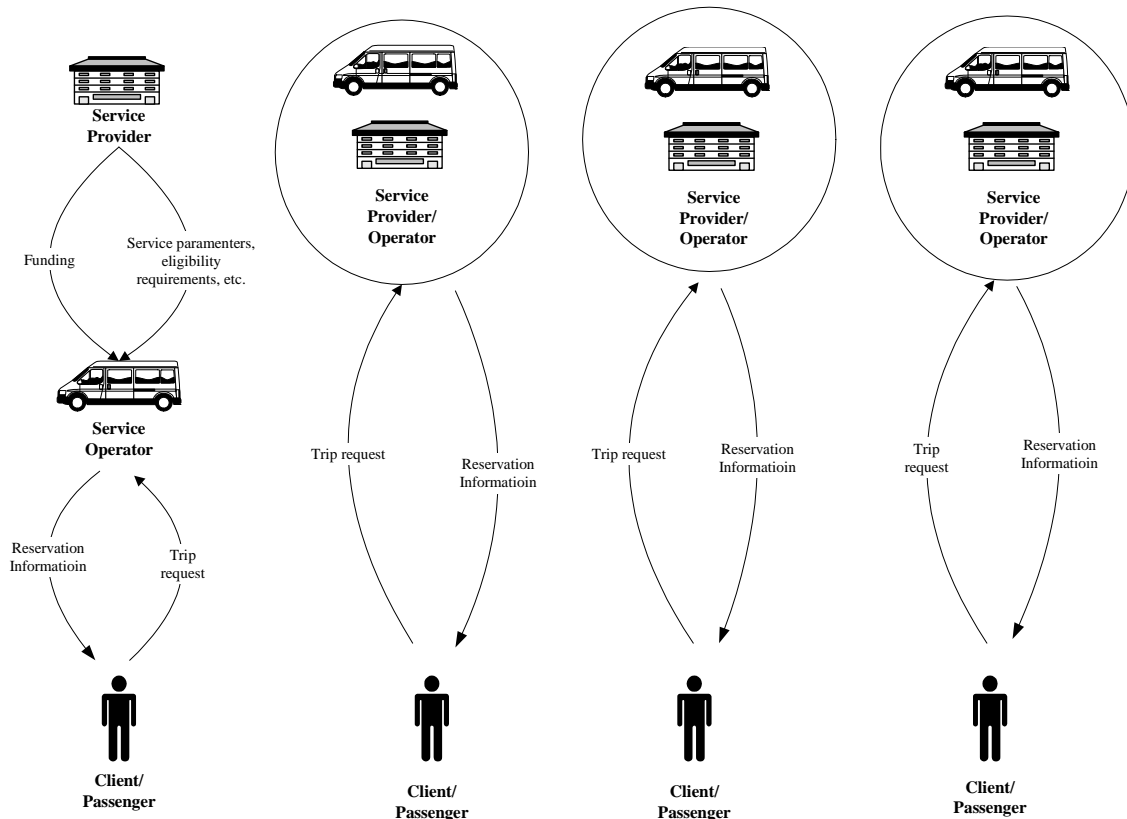 Service
Provider
Funding
Service paramenters,
eligibility
requirements, etc.
Service
Operator
Reservation
Informatioin
Trip
request
Client/
Passenger
Service
Provider/
Operator
Trip request
Reservation
Informatioin
Client/
Passenger
Service
Provider/
Operator
Trip request
Reservation
Informatioin
Client/
Passenger
Service
Provider/
Operator
Trip
request
Reservation
Informatioin
Client/
Passenger